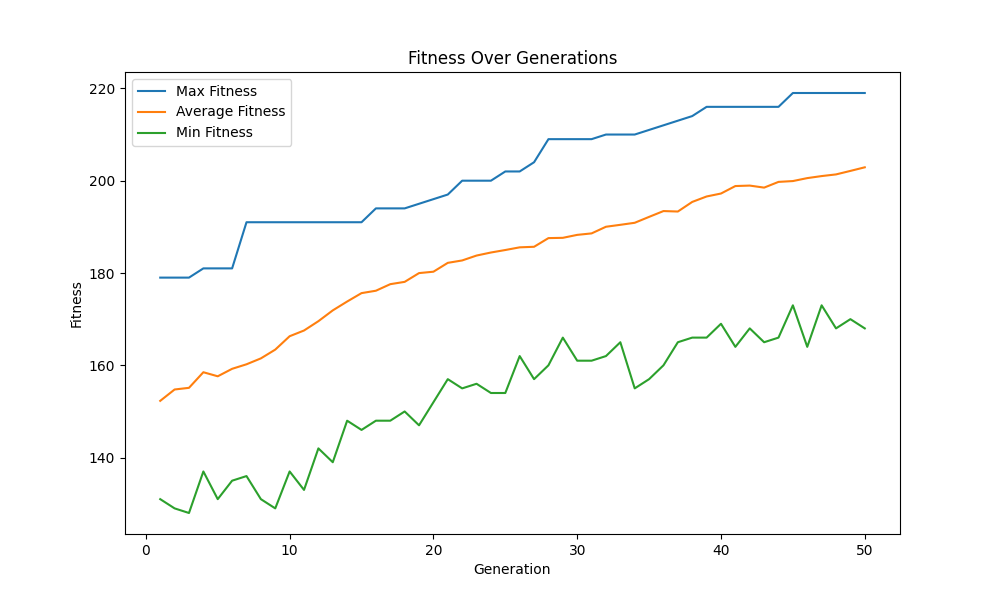 Fitness Over Generations
Max Fitness
Average Fitness
Min Fitness
220
200
180
160
140
Fitness
0 10 20 30 40 50
Generation